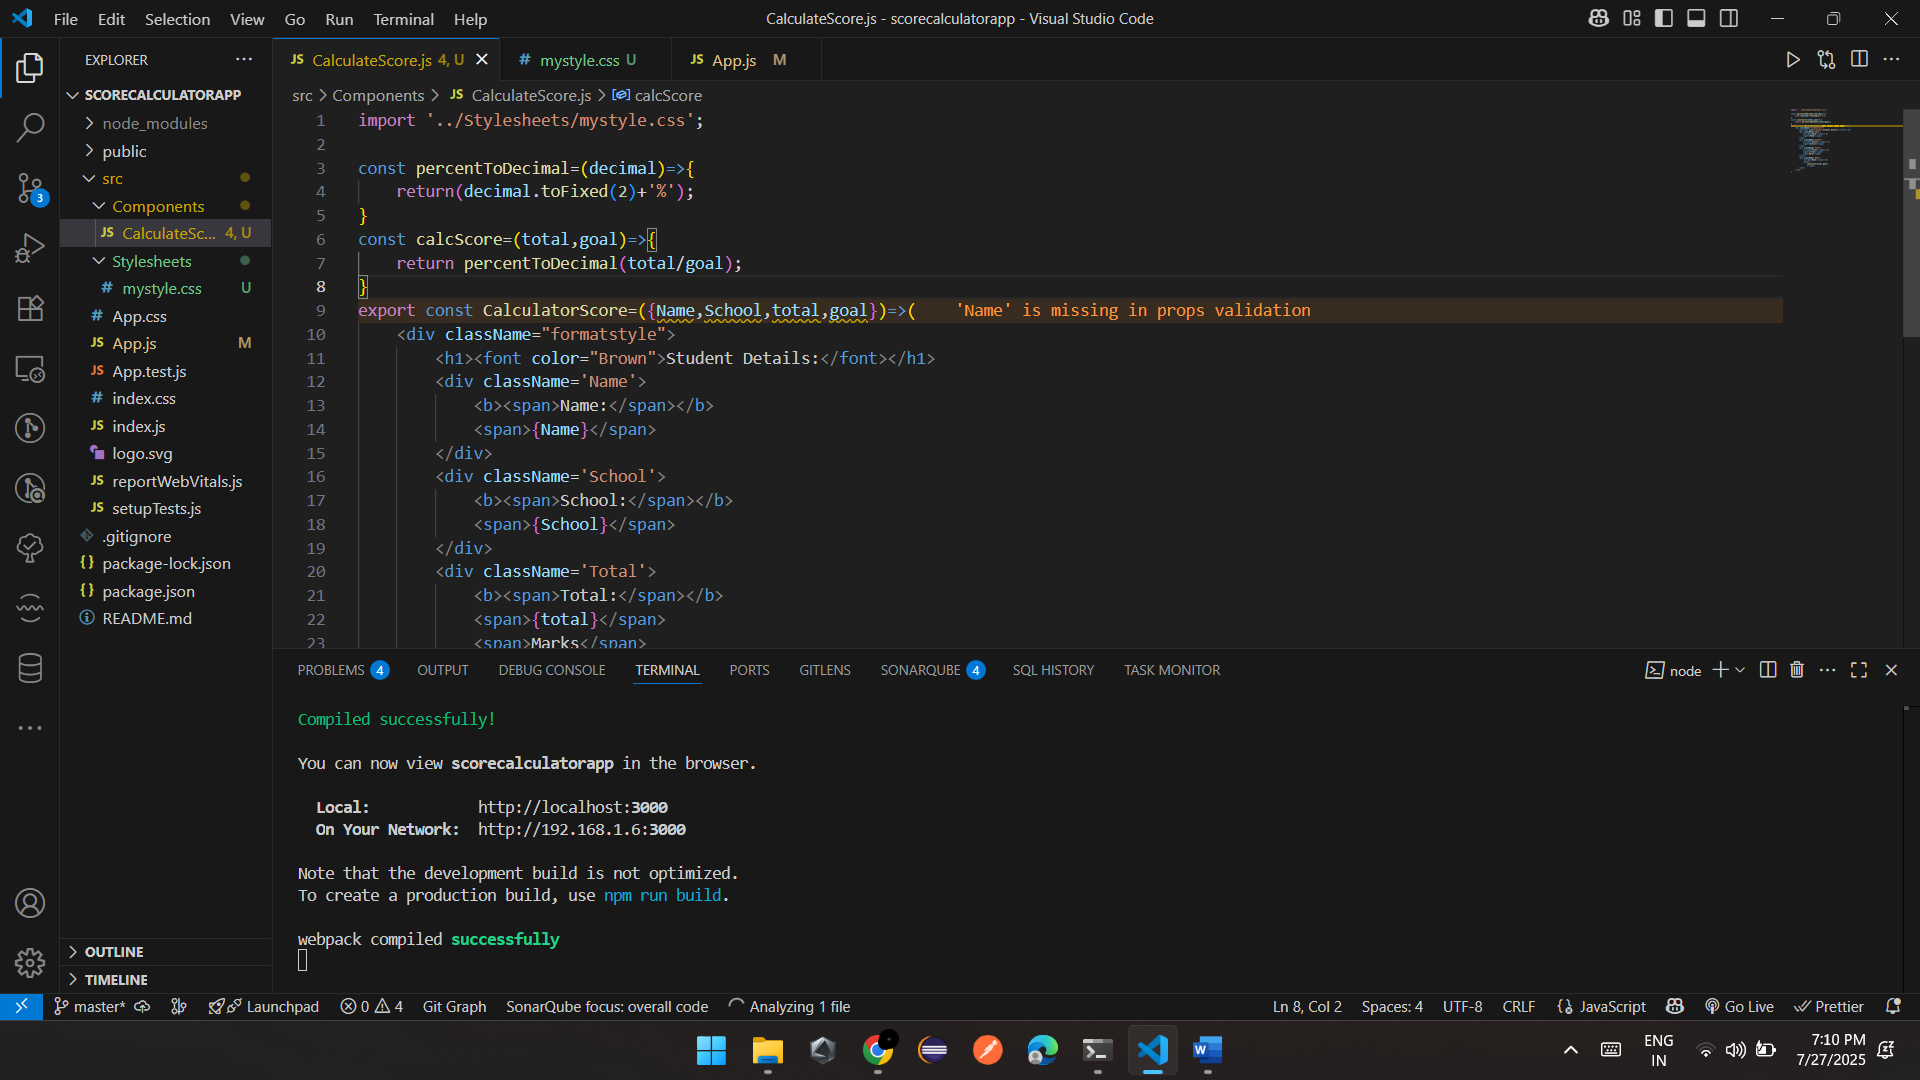 File Edit Selection View Go Run Terminal Help
CalculateScore.js - scorecalculatorapp - Visual Studio Code
EXPLORER
SCORECALCULATORAPP
node_modules
public
src
Components
JS CalculateSc... 4, U
Stylesheets
# mystyle.css U
# App.css
JS App.js M
JS App.test.js
# index.css
JS index.js
logo.svg
JS reportWebVitals.js
JS setupTests.js
.gitignore
{} package-lock.json
{} package.json
README.md
OUTLINE
TIMELINE
3
JS CalculateScore.js 4, U
# mystyle.css U
JS App.js M
src > Components > JS CalculateScore.js > calcScore
1 import '../Stylesheets/mystyle.css';
2
3 const percentToDecimal=(decimal)=>{
4 return(decimal.toFixed(2)+'%');
5 }
6 const calcScore=(total,goal)=>{
7 return percentToDecimal(total/goal);
8 }
9 export const CalculatorScore=({Name,School,total,goal})=>( 'Name' is missing in props validation
10 <div className="formatstyle">
11 <h1><font color="Brown">Student Details:</font></h1>
12 <div className='Name'>
13 <b><span>Name:</span></b>
14 <span>{Name}</span>
15 </div>
16 <div className='School'>
17 <b><span>School:</span></b>
18 <span>{School}</span>
19 </div>
20 <div className='Total'>
21 <b><span>Total:</span></b>
22 <span>{total}</span>
23 <span>Marks</span>
PROBLEMS 4 OUTPUT DEBUG CONSOLE TERMINAL PORTS GITLENS SONARQUBE 4 SQL HISTORY TASK MONITOR
node
Compiled successfully!
You can now view scorecalculatorapp in the browser.
Local: http://localhost:3000
On Your Network: http://192.168.1.6:3000
Note that the development build is not optimized.
To create a production build, use npm run build.
webpack compiled successfully
master* Launchpad 0 4 Git Graph SonarQube focus: overall code Analyzing 1 file
Ln 8, Col 2 Spaces: 4 UTF-8 CRLF {} JavaScript Go Live Prettier
ENG
IN
7:10 PM
7/27/2025